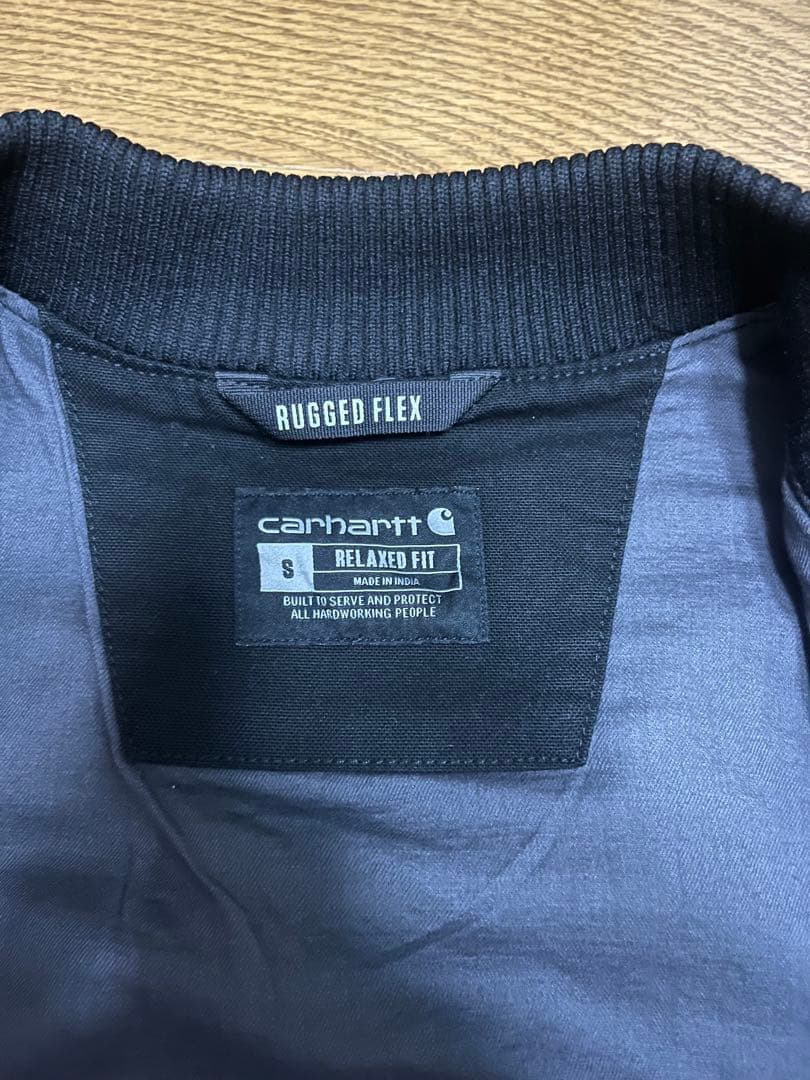 RUGGED FLEX
carhartt
S RELAXED FIT
MADE IN INDIA
BUILT TO SERVE AND PROTECT
ALL HARDWORKING PEOPLE